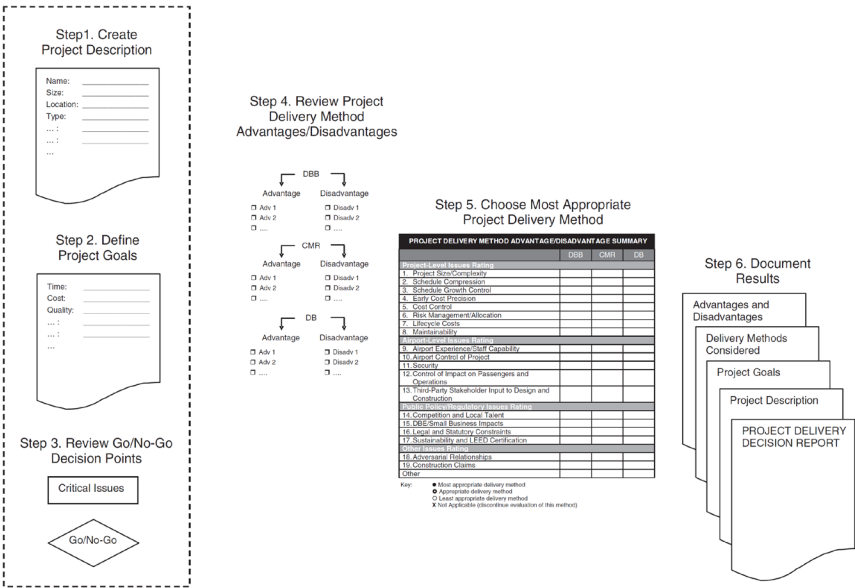 Step1. Create
Project Description
Name:
Size:
Location:
Type:
... :
... :
...
Step 2. Define
Project Goals
Time:
Cost:
Quality:
... :
... :
...
Step 3. Review Go/No-Go
Decision Points
Critical Issues
Go/No-Go
Step 4. Review Project
Delivery Method
Advantages/Disadvantages
DBB
Advantage Disadvantage
Adv 1 Disadv 1
Adv 2 Disadv 2
.... ....
CMR
Advantage Disadvantage
Adv 1 Disadv 1
Adv 2 Disadv 2
.... ....
DB
Advantage Disadvantage
Adv 1 Disadv 1
Adv 2 Disadv 2
.... ....
Step 5. Choose Most Appropriate
Project Delivery Method
PROJECT DELIVERY METHOD ADVANTAGE/DISADVANTAGE SUMMARY
DBB CMR DB
Project-Level Issues Rating
1. Project Size/Complexity
2. Schedule Compression
3. Schedule Growth Control
4. Early Cost Precision
5. Cost Control
6. Risk Management/Allocation
7. Lifecycle Costs
8. Maintainability
Airport-Level Issues Rating
9. Airport Experience/Staff Capability
10. Airport Control of Project
11. Security
12. Control of Impact on Passengers and
Operations
13. Third-Party Stakeholder Input to Design and
Construction
Public Policy/Regulatory Issues Rating
14. Competition and Local Talent
15. DBE/Small Business Impacts
16. Legal and Statutory Constraints
17. Sustainability and LEED Certification
Other Issues Rating
18. Adversarial Relationships
19. Construction Claims
Other
Key: Most appropriate delivery method
Appropriate delivery method
Least appropriate delivery method
X Not Applicable (discontinue evaluation of this method)
Step 6. Document
Results
Advantages and
Disadvantages
Delivery Methods
Considered
Project Goals
Project Description
PROJECT DELIVERY
DECISION REPORT